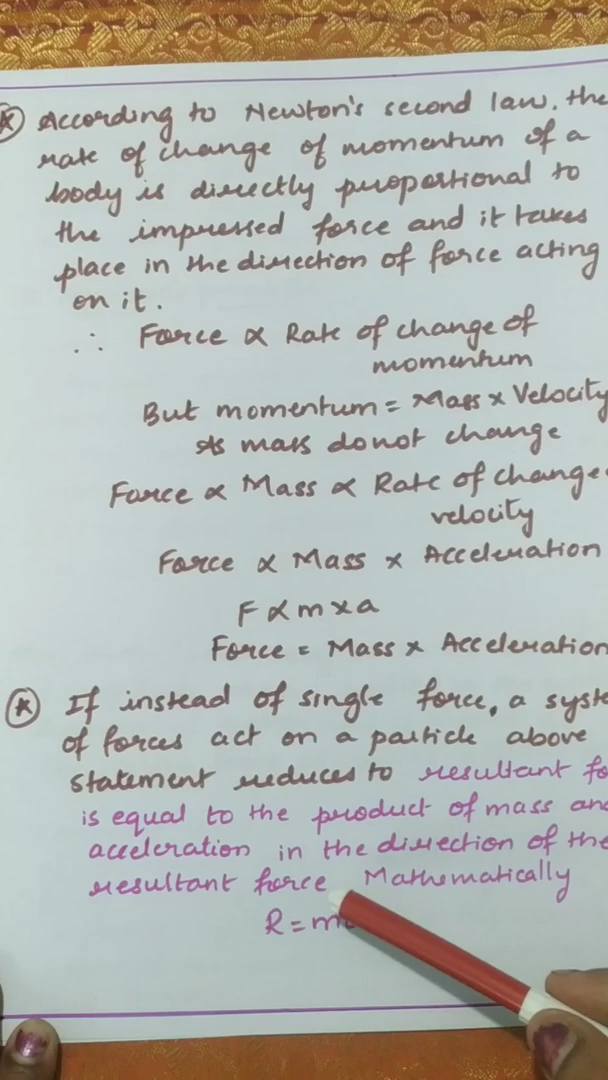 According to Newton's second law, the
rate of change of momentum of a
body is directly proportional to
the impressed force and it takes
place in the direction of force acting
on it.
∴ Force ∝ Rate of change of
momentum
But momentum = Mass × Velocity
As mass do not change
Force ∝ Mass ∝ Rate of change
velocity
Force ∝ Mass × Acceleration
F ∝ m × a
Force = Mass × Acceleration
If instead of single force, a
of forces act on a particle above
statement reduces to resultant
is equal to the product of mass and
acceleration in the direction of the
resultant force Mathematically
R = m